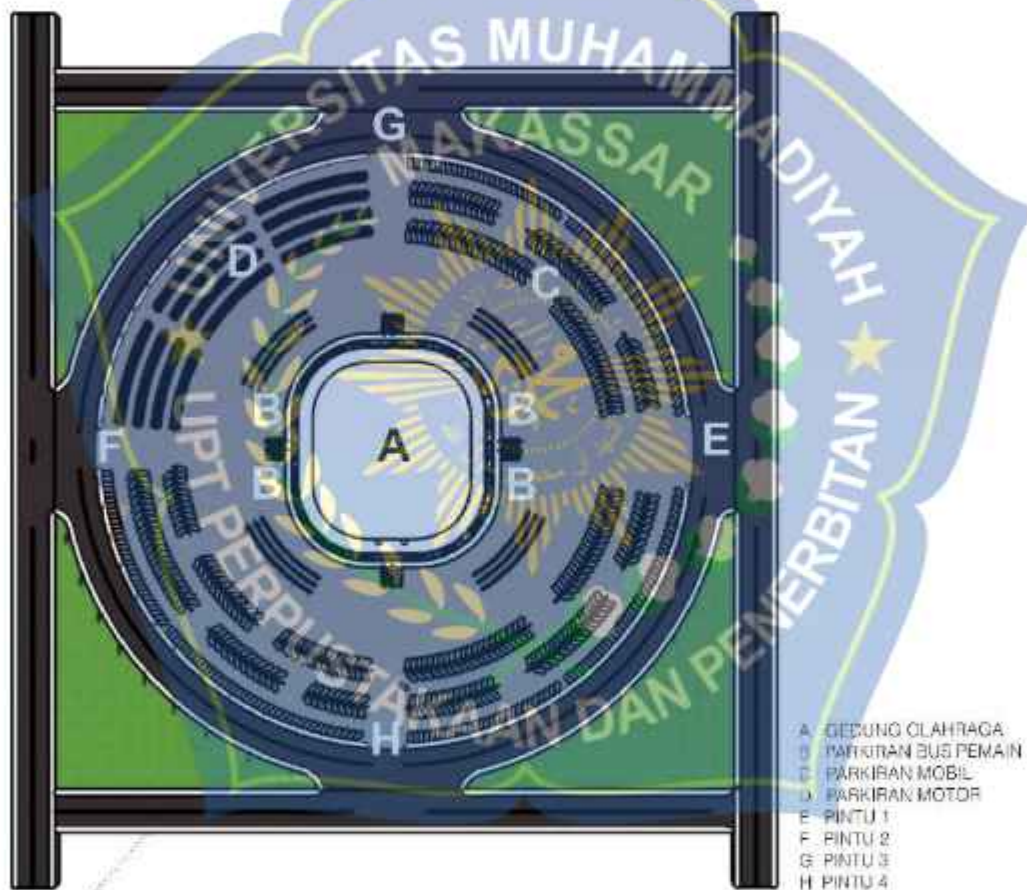 UNIVERSITAS MUHAMMADIYAH
MAKASSAR
UPT PERPUSTAKAAN DAN PENERBITAN
G
D
C
B
B
F
A
E
B
B
H
A GEDUNG OLAHRAGA
B PARKIRAN BUS PEMAIN
C PARKIRAN MOBIL
D PARKIRAN MOTOR
E PINTU 1
F PINTU 2
G PINTU 3
H PINTU 4